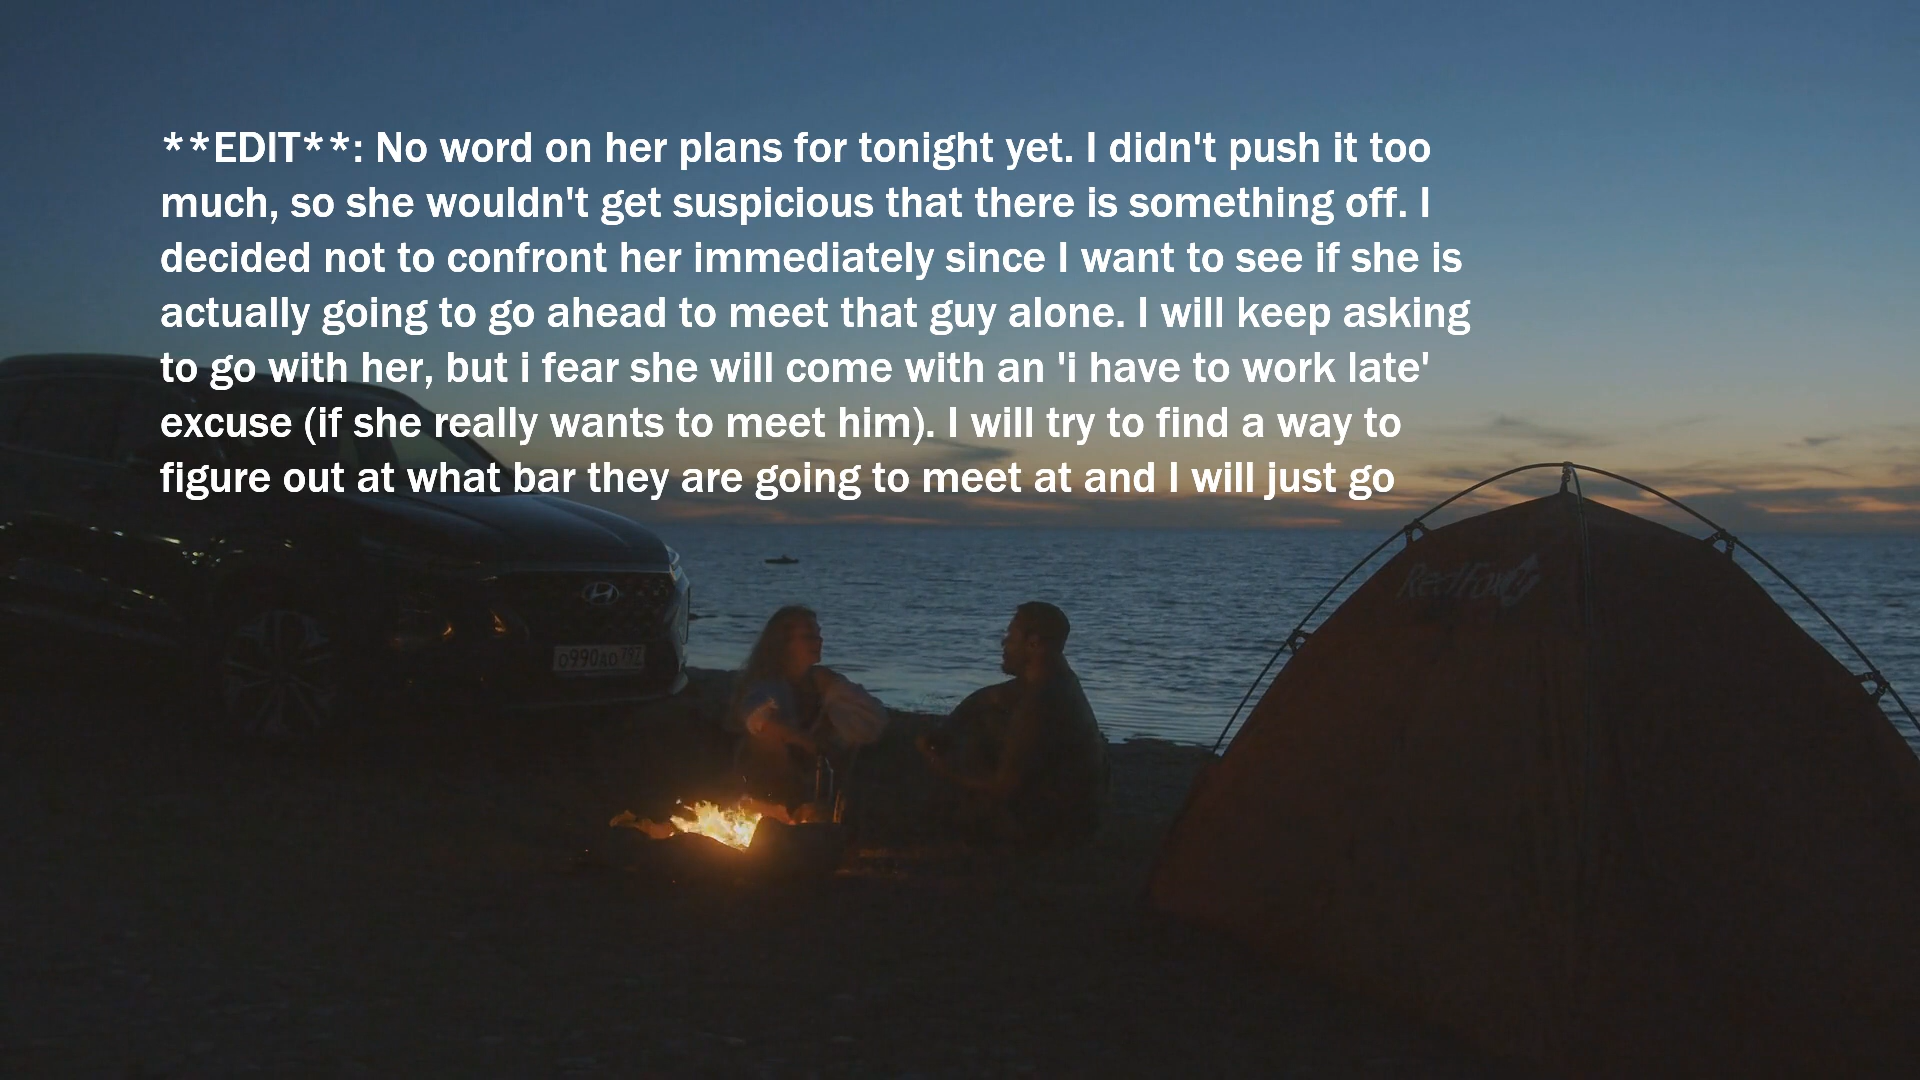 **EDIT**: No word on her plans for tonight yet. I didn't push it too
much, so she wouldn't get suspicious that there is something off. I
decided not to confront her immediately since I want to see if she is
actually going to go ahead to meet that guy alone. I will keep asking
to go with her, but i fear she will come with an 'i have to work late'
excuse (if she really wants to meet him). I will try to find a way to
figure out at what bar they are going to meet at and I will just go
RedFox
О990АО 797